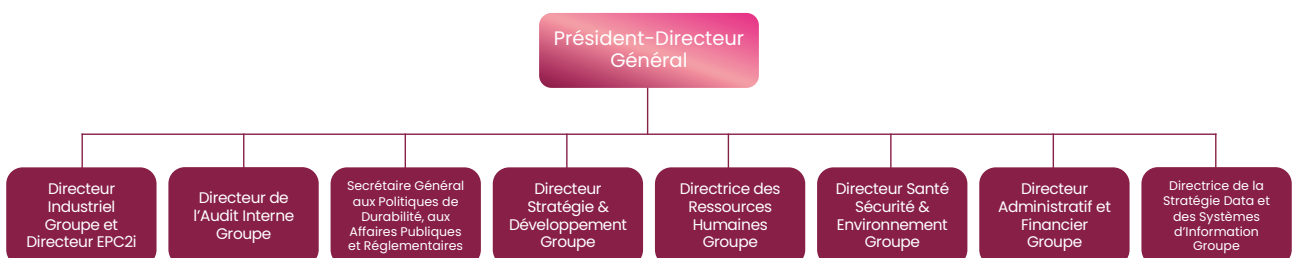 Président-Directeur
Général
Directeur
Industriel
Groupe et
Directeur EPC2i
Directeur de
l'Audit Interne
Groupe
Secrétaire Général
aux Politiques de
Durabilité, aux
Affaires Publiques
et Réglementaires
Directeur
Stratégie &
Développement
Groupe
Directrice des
Ressources
Humaines
Groupe
Directeur Santé
Sécurité &
Environnement
Groupe
Directeur
Administratif et
Financier
Groupe
Directrice de la
Stratégie Data et
des Systèmes
d'Information
Groupe